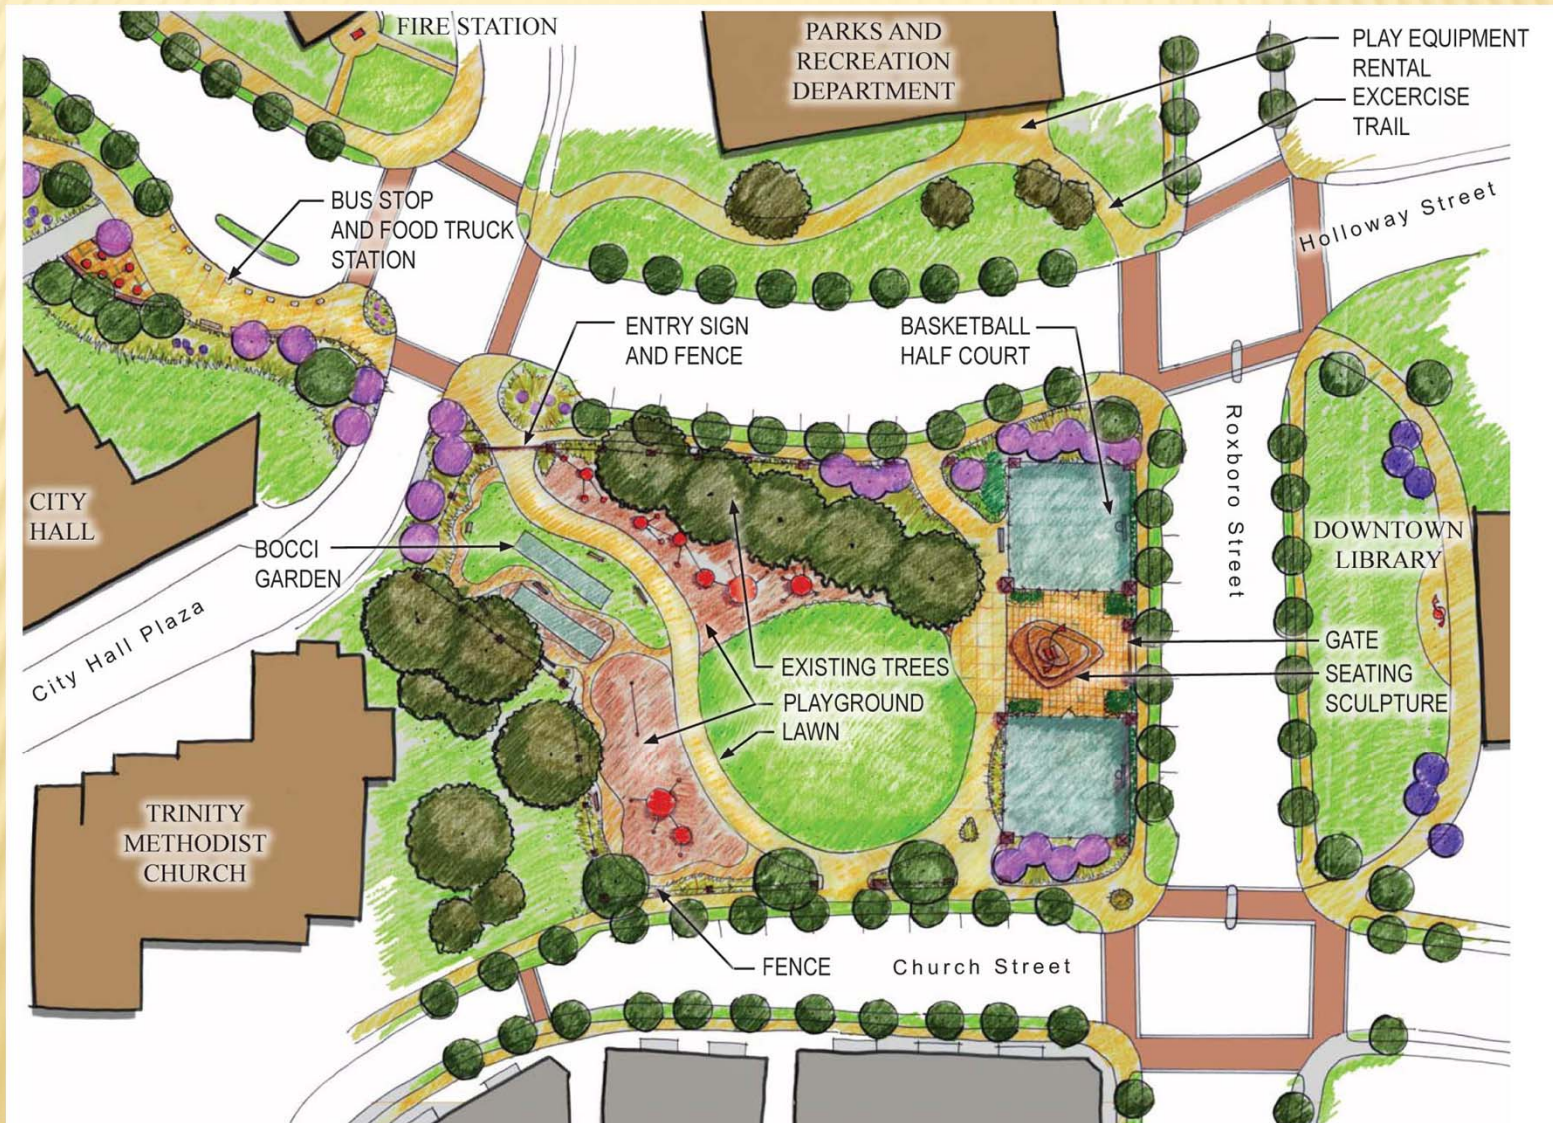 FIRE STATION
PARKS AND
RECREATION
DEPARTMENT
PLAY EQUIPMENT
RENTAL
EXCERCISE
TRAIL
BUS STOP
AND FOOD TRUCK
STATION
Holloway Street
ENTRY SIGN
AND FENCE
BASKETBALL
HALF COURT
Roxboro Street
CITY
HALL
BOCCI
GARDEN
DOWNTOWN
LIBRARY
City Hall Plaza
GATE
EXISTING TREES
SEATING
SCULPTURE
PLAYGROUND
LAWN
TRINITY
METHODIST
CHURCH
FENCE
Church Street